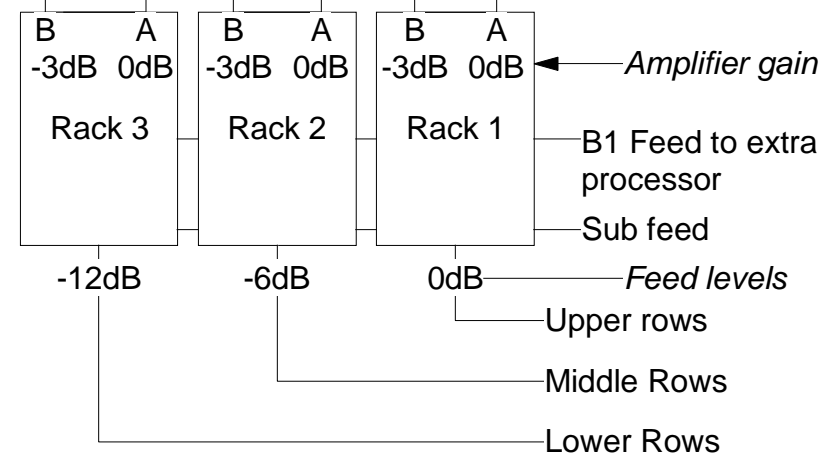 B A B A B A
-3dB 0dB -3dB 0dB -3dB 0dB Amplifier gain
Rack 3 Rack 2 Rack 1
B1 Feed to extra
processor
Sub feed
-12dB -6dB 0dB Feed levels
Upper rows
Middle Rows
Lower Rows